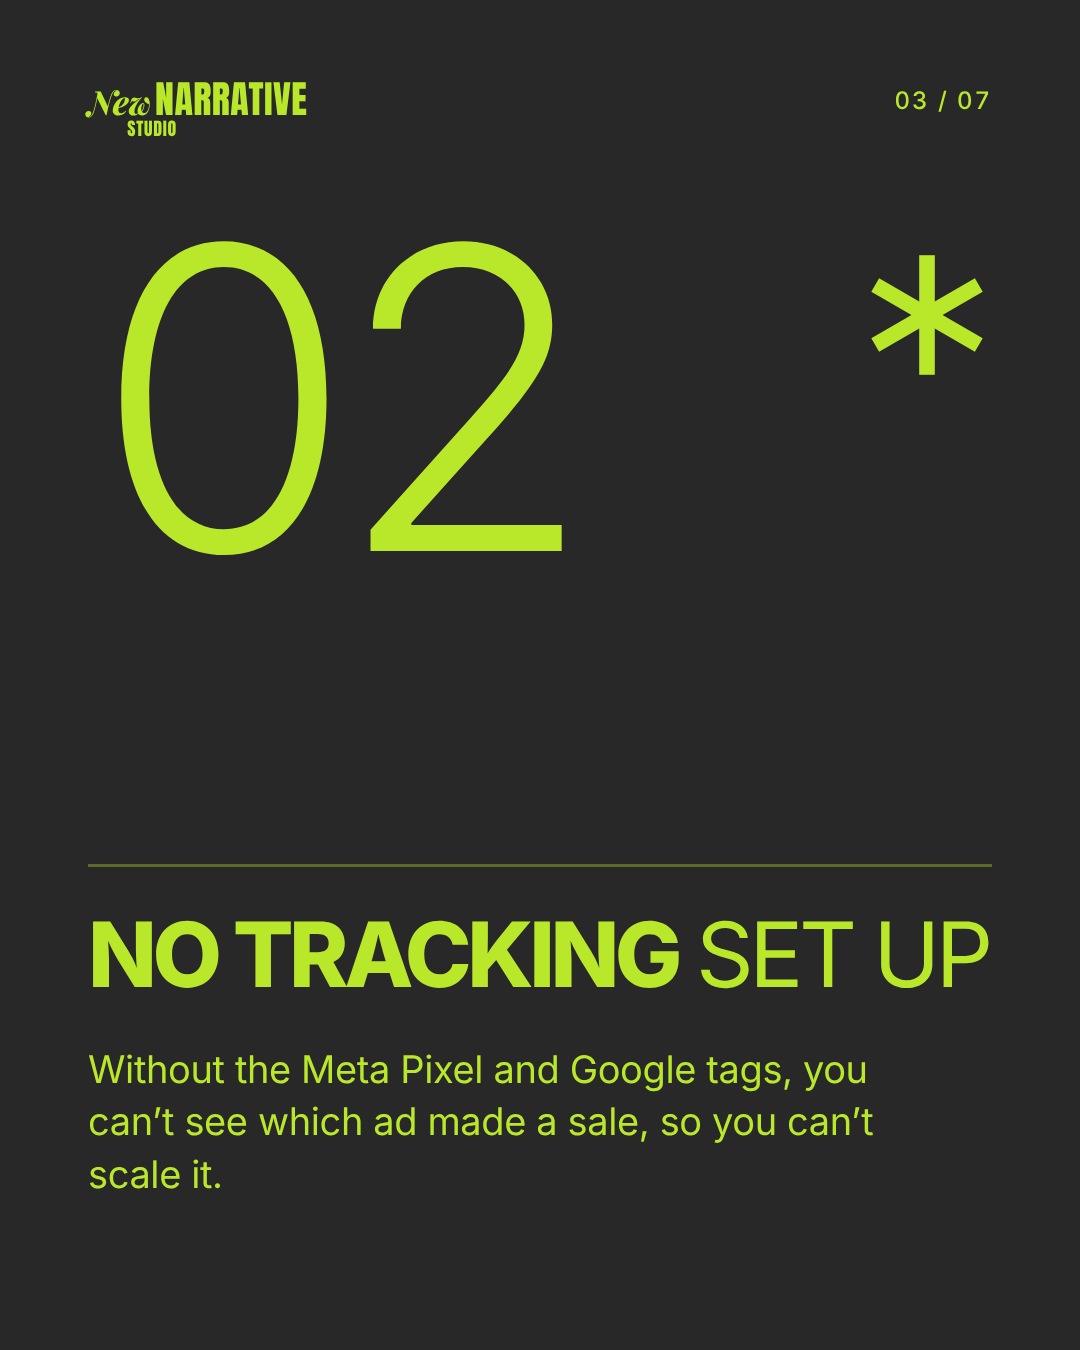 New NARRATIVE
STUDIO
03 / 07
02
*
NO TRACKING SET UP
Without the Meta Pixel and Google tags, you
can’t see which ad made a sale, so you can’t
scale it.